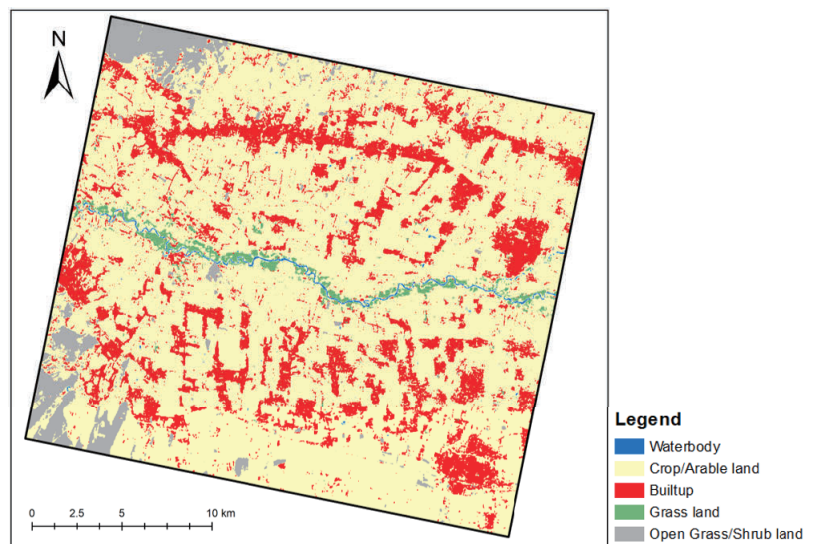 N
0 2.5 5 10 km
Legend
Waterbody
Crop/Arable land
Builtup
Grass land
Open Grass/Shrub land